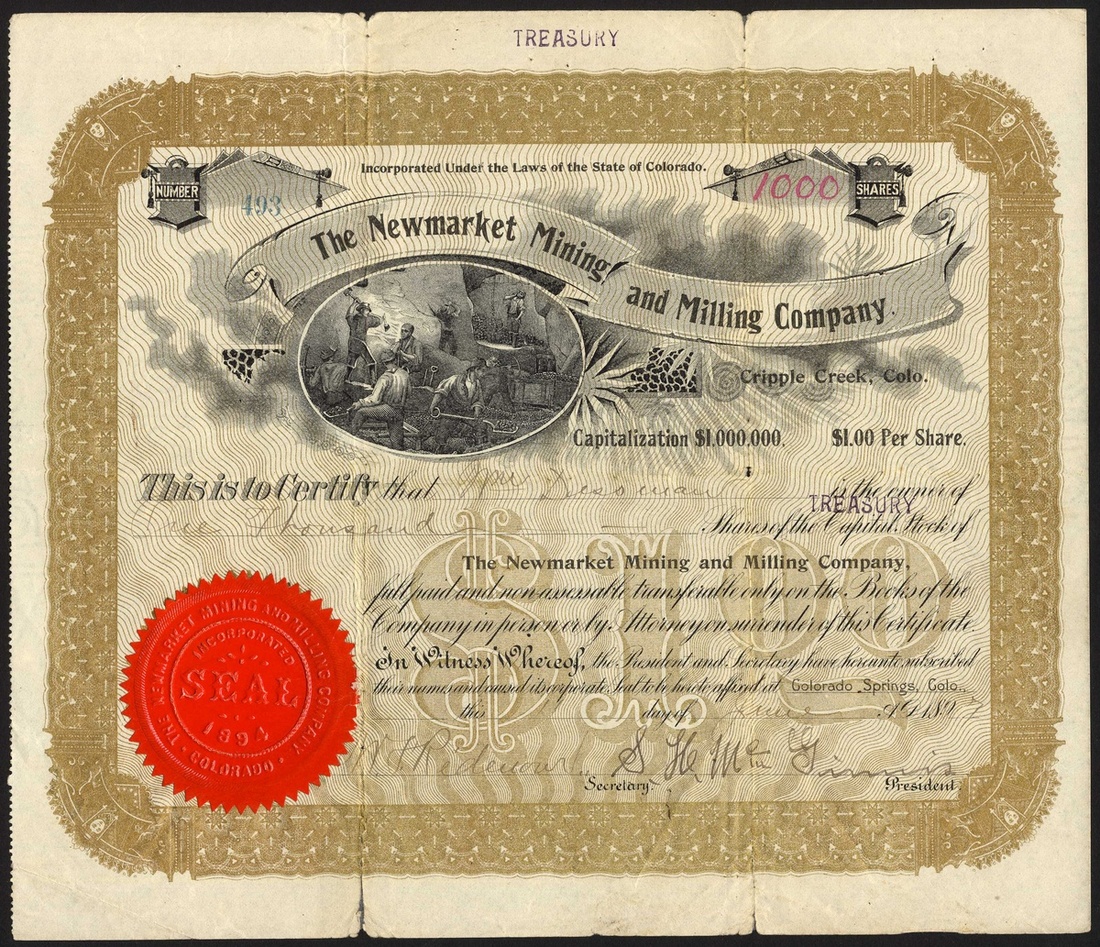 TREASURY
Incorporated Under the Laws of the State of Colorado.
NUMBER
493
1000
SHARES
The Newmarket Mining and Milling Company.
Cripple Creek, Colo.
Capitalization $1,000,000. $1.00 Per Share.
This is to Certify that is the owner of
TREASURY
Thousand Shares of the Capital Stock of
The Newmarket Mining and Milling Company,
full paid and non-assessable transferable only on the Books of the
Company in person or by Attorney on surrender of this Certificate.
In Witness Whereof, the President and Secretary have hereunto subscribed
their names and caused its corporate Seal to be hereto affixed at Colorado Springs, Colo.,
this day of June A.D. 1897
S. H. Mc
Secretary.
President.
$1.00
THE NEWMARKET MINING AND MILLING COMPANY
INCORPORATED
SEAL
1894
COLORADO